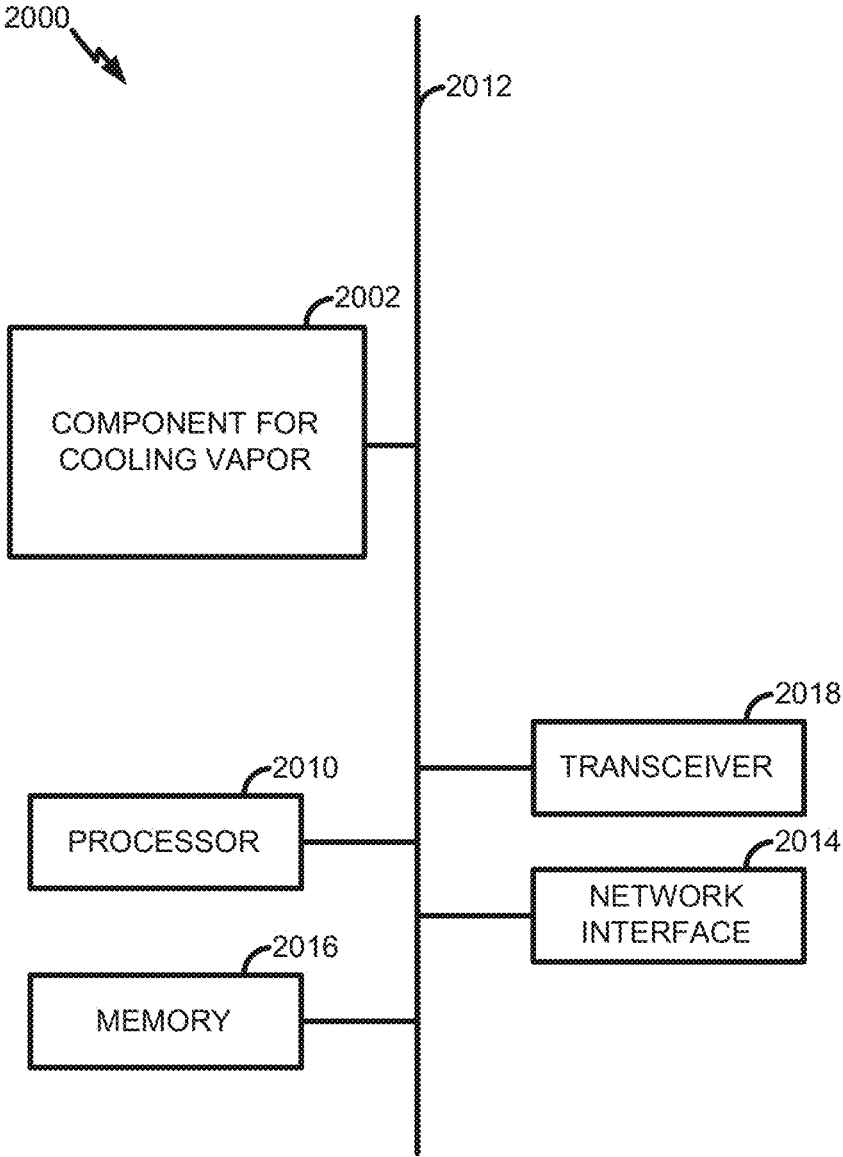 2000
2012
2002
COMPONENT FOR
COOLING VAPOR
2018
TRANSCEIVER
2010
PROCESSOR
2014
NETWORK
INTERFACE
2016
MEMORY